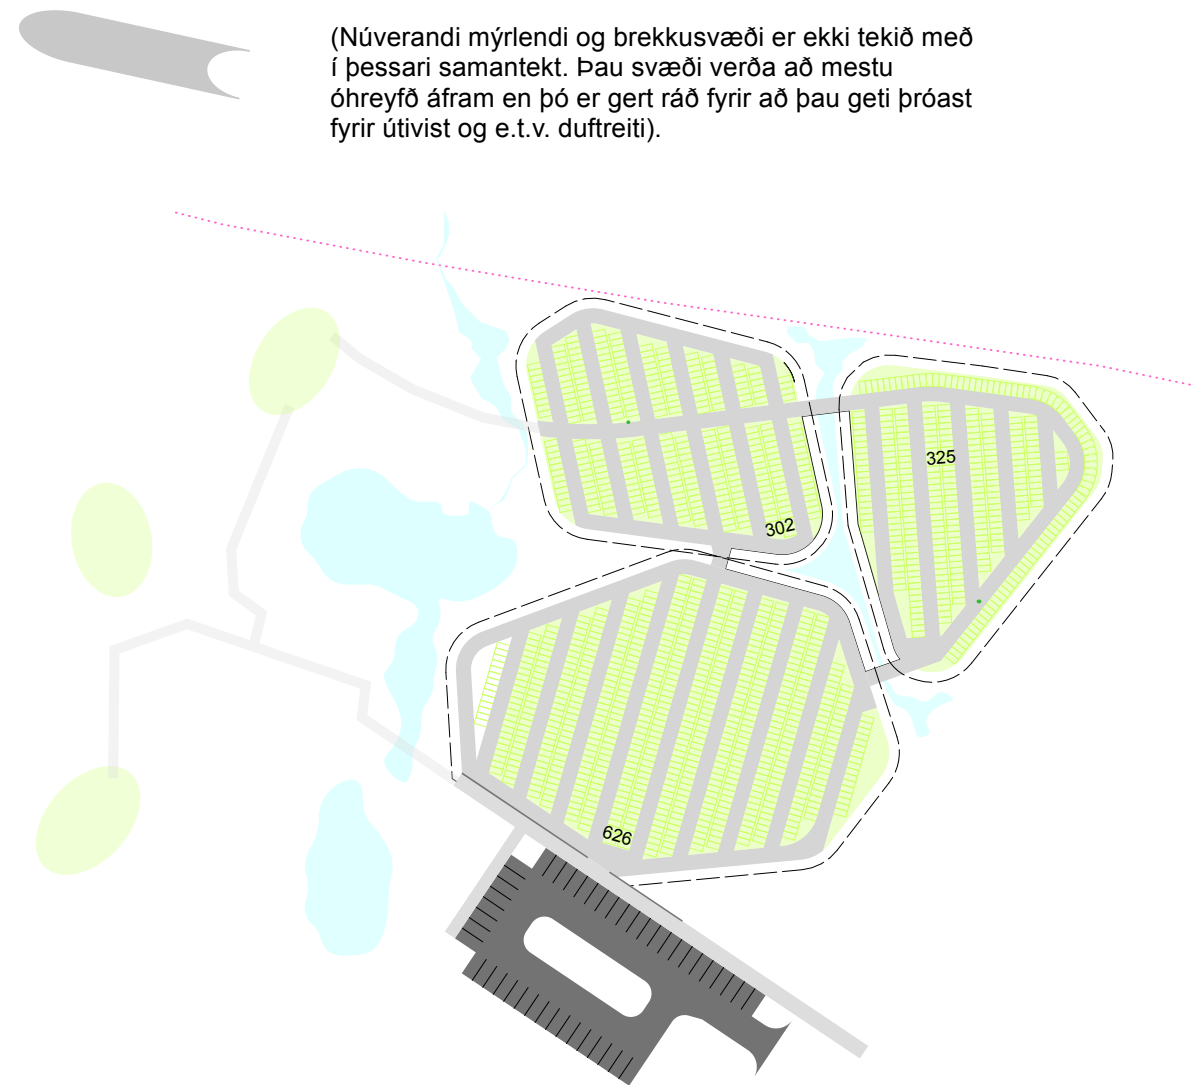 (Núverandi mýrlendi og brekkusvæði er ekki tekið með
í þessari samantekt. Þau svæði verða að mestu
óhreyfð áfram en þó er gert ráð fyrir að þau geti þróast
fyrir útivist og e.t.v. duftreiti).
325
302
626